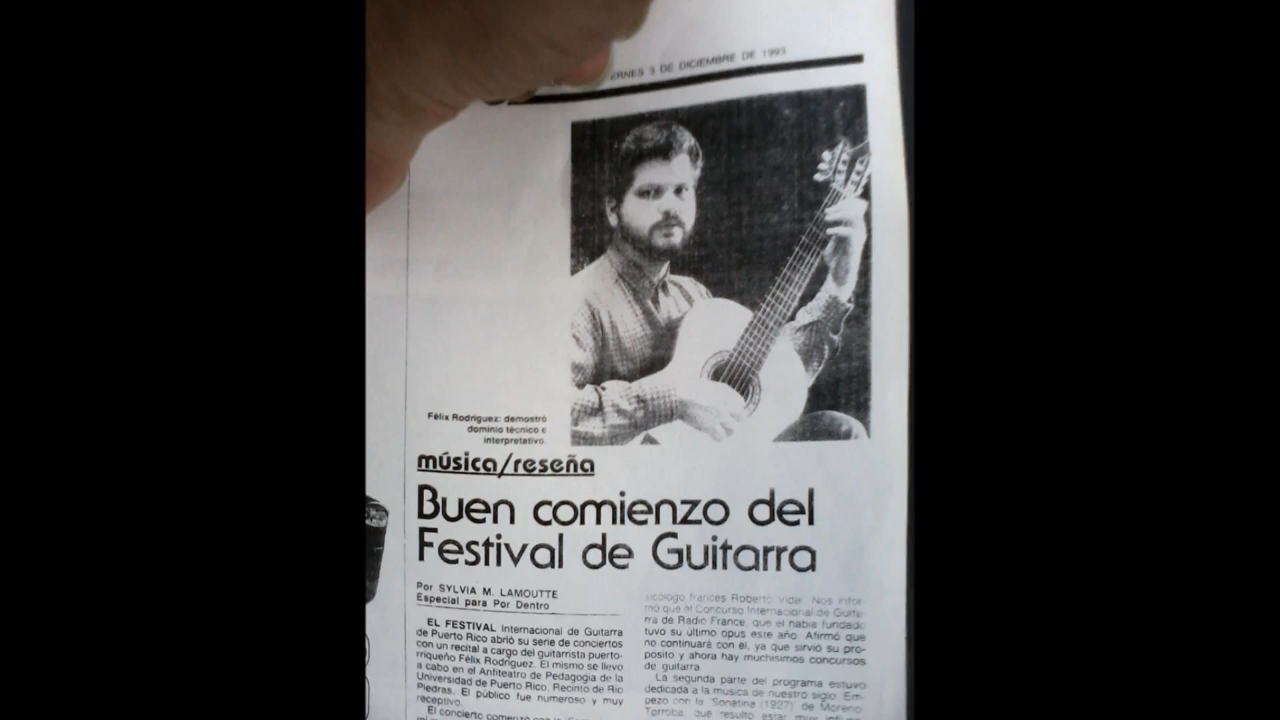 ERNES 3 DE DICIEMBRE DE 1993
Félix Rodríguez: demostró
dominio técnico e
interpretativo.
música/reseña
Buen comienzo del
Festival de Guitarra
Por SYLVIA M. LAMOUTTE
Especial para Por Dentro
EL FESTIVAL Internacional de Guitarra
de Puerto Rico abrió su serie de conciertos
con un recital a cargo del guitarrista puerto-
rriqueño Félix Rodríguez. El mismo se llevó
a cabo en el Anfiteatro de Pedagogía de la
Universidad de Puerto Rico, Recinto de Río
Piedras. El público fue numeroso y muy
receptivo.
El concierto comenzó con la
sicólogo francés Roberto Vidal. Nos infor-
mó que el Concurso Internacional de Guita-
rra de Radio France, que él había fundado
tuvo su último opus este año. Afirmó que
no continuará con él, ya que sirvió su pro-
pósito y ahora hay muchísimos concursos
de guitarra.
La segunda parte del programa estuvo
dedicada a la música de nuestro siglo. Em-
pezó con la Sonatina (1927) de Moreno
Torroba, que resultó estar muy